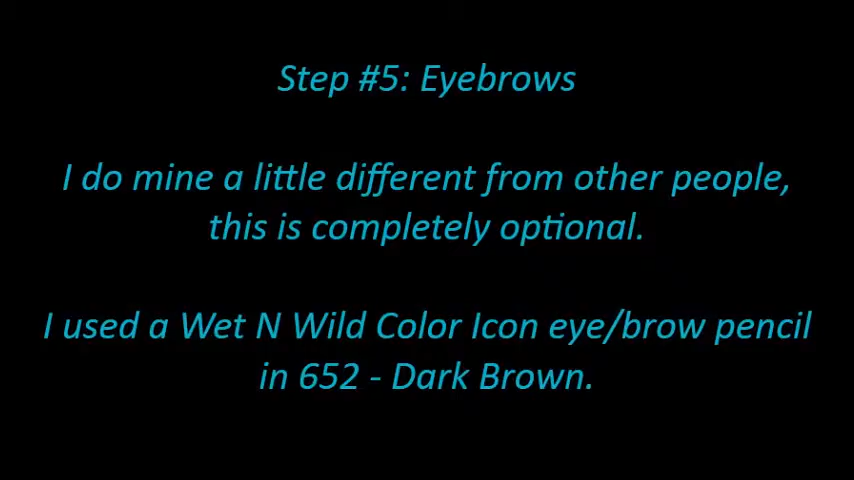 Step #5: Eyebrows
I do mine a little different from other people,
this is completely optional.
I used a Wet N Wild Color Icon eye/brow pencil
in 652 - Dark Brown.